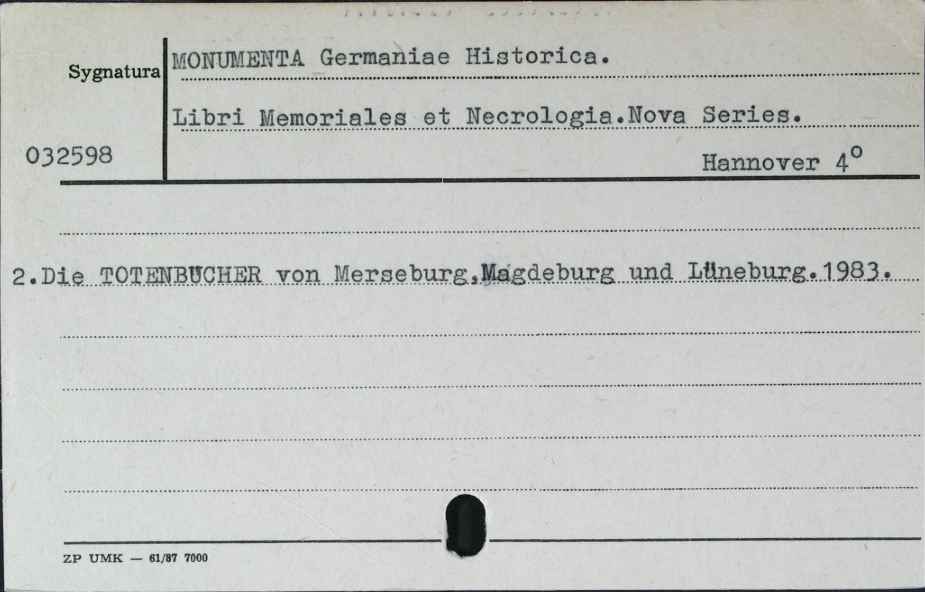 Sygnatura
MONUMENTA Germaniae Historica.
Libri Memoriales et Necrologia.Nova Series.
032598
Hannover 4⁰
2.Die TOTENBÜCHER von Merseburg,Magdeburg und Lüneburg.1983.
ZP UMK — 61/87 7000